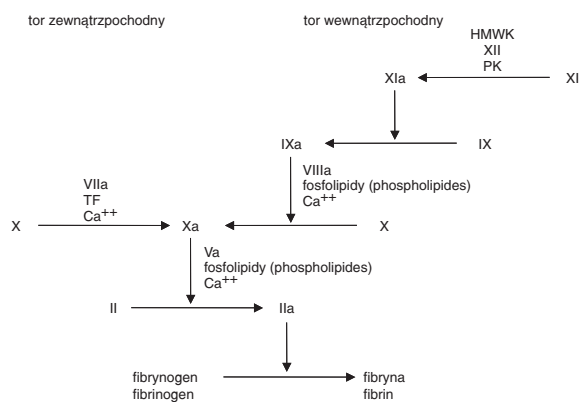 tor zewnątrzpochodny
tor wewnątrzpochodny
HMWK
XII
PK
XIa
XI
IXa
IX
VIIIa
fosfolipidy (phospholipides)
Ca++
VIIa
TF
Ca++
X
Xa
X
Va
fosfolipidy (phospholipides)
Ca++
II
IIa
fibrynogen
fibrinogen
fibryna
fibrin